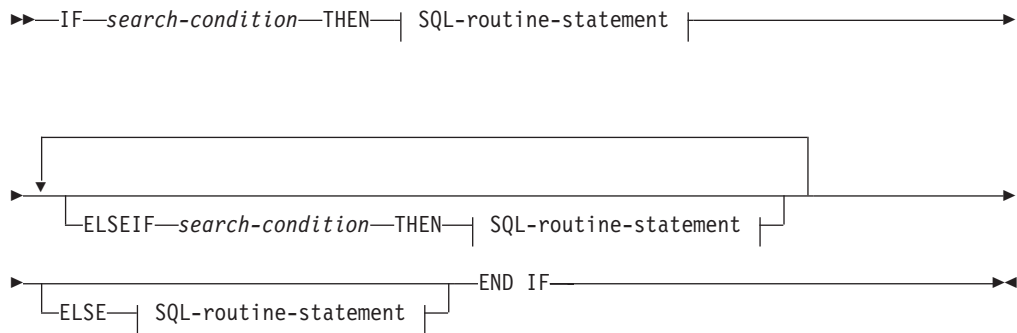 IF search-condition THEN SQL-routine-statement
ELSEIF search-condition THEN SQL-routine-statement
END IF
ELSE SQL-routine-statement